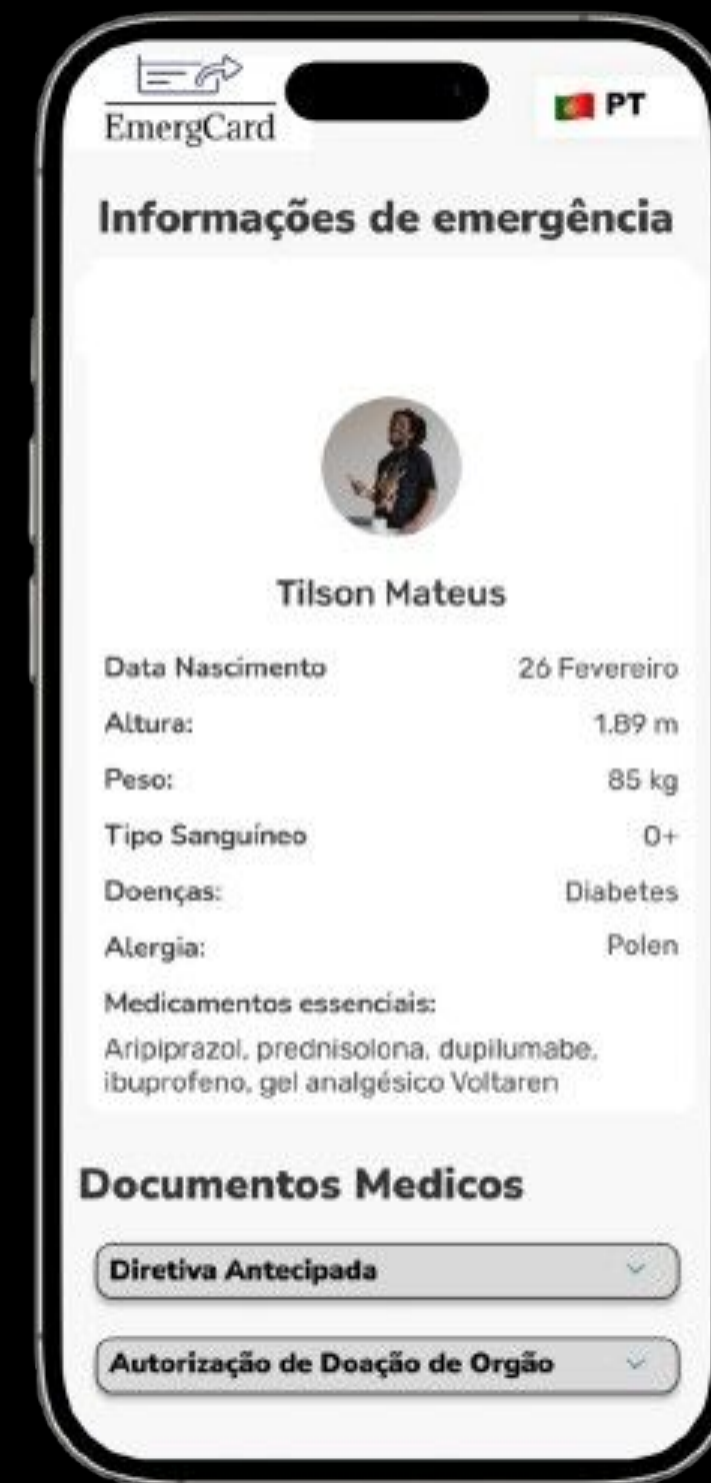 EmergCard
PT
Informações de emergência
Tilson Mateus
Data Nascimento 26 Fevereiro
Altura: 1.89 m
Peso: 85 kg
Tipo Sanguíneo 0+
Doenças: Diabetes
Alergia: Polen
Medicamentos essenciais:
Aripiprazol, prednisolona, dupilumabe,
ibuprofeno, gel analgésico Voltaren
Documentos Medicos
Diretiva Antecipada
Autorização de Doação de Orgão